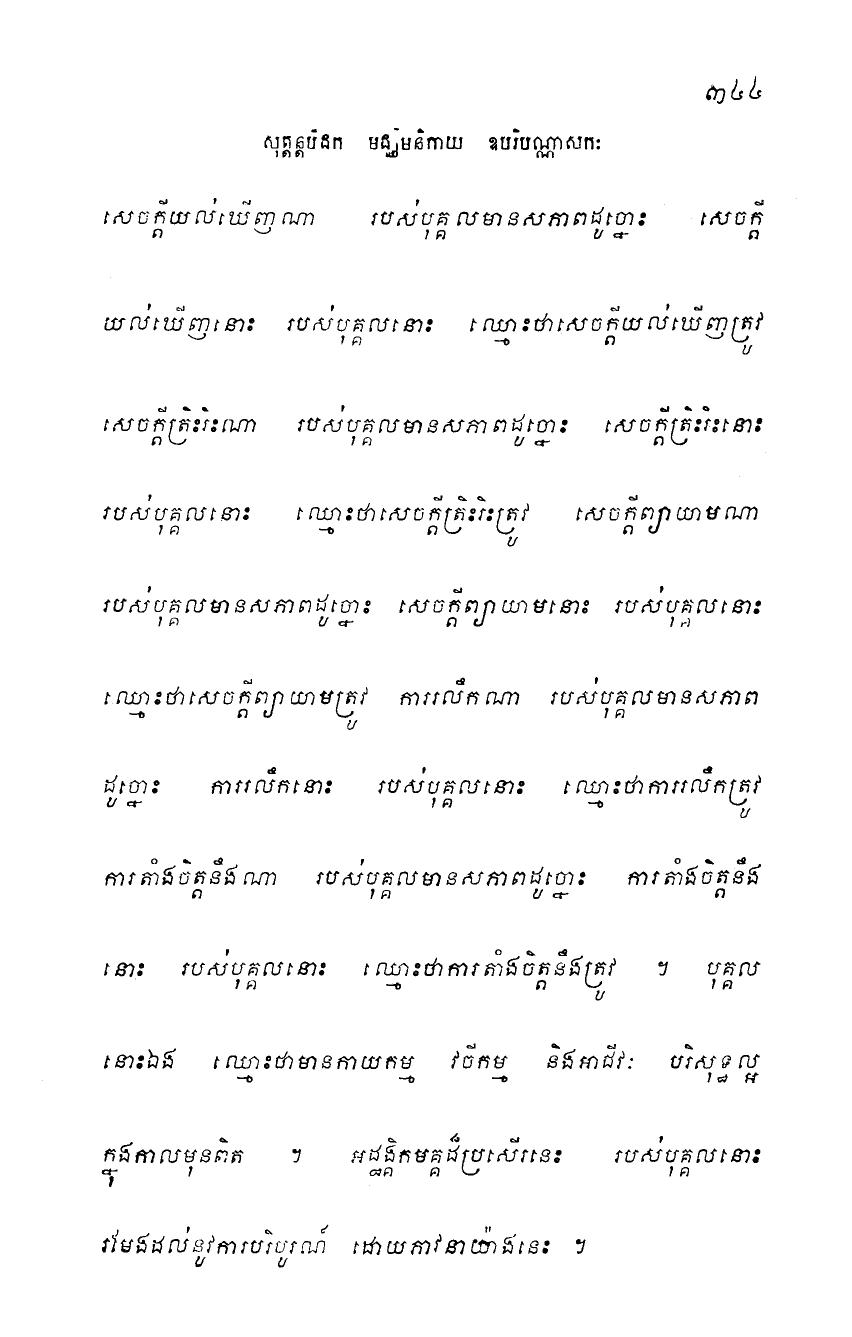 ៣៤៤
សុត្តន្តបិដក មជ្ឈិមនិកាយ ឧបរិបណ្ណាសកៈ
សេចក្តីយល់ឃើញណា របស់បុគ្គលមានសភាពដូច្នោះ សេចក្តី
យល់ឃើញនោះ របស់បុគ្គលនោះ ឈ្មោះថាសេចក្តីយល់ឃើញត្រូវ
សេចក្តីត្រិះរិះណា របស់បុគ្គលមានសភាពដូច្នោះ សេចក្តីត្រិះរិះនោះ
របស់បុគ្គលនោះ ឈ្មោះថាសេចក្តីត្រិះរិះត្រូវ សេចក្តីព្យាយាមណា
របស់បុគ្គលមានសភាពដូច្នោះ សេចក្តីព្យាយាមនោះ របស់បុគ្គលនោះ
ឈ្មោះថាសេចក្តីព្យាយាមត្រូវ ការរលឹកណា របស់បុគ្គលមានសភាព
ដូច្នោះ ការរលឹកនោះ របស់បុគ្គលនោះ ឈ្មោះថាការរលឹកត្រូវ
ការតាំងចិត្តនឹងណា របស់បុគ្គលមានសភាពដូច្នោះ ការតាំងចិត្តនឹង
នោះ របស់បុគ្គលនោះ ឈ្មោះថាការតាំងចិត្តនឹងត្រូវ ។ បុគ្គល
នោះឯង ឈ្មោះថាមានកាយកម្ម វចីកម្ម និងអាជីវៈ បរិសុទ្ធល្អ
ក្នុងកាលមុនពិត ។ អដ្ឋង្គិកមគ្គដ៏ប្រសើរនេះ របស់បុគ្គលនោះ
រមែងដល់នូវការបរិបូរណ៍ ដោយភាវនាយ៉ាងនេះ ។